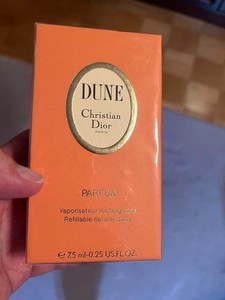 DUNE
Christian
Dior
PARFUM
Refillable natural spray
℮ 7,5 ml-0.25 US.FL.OZ.